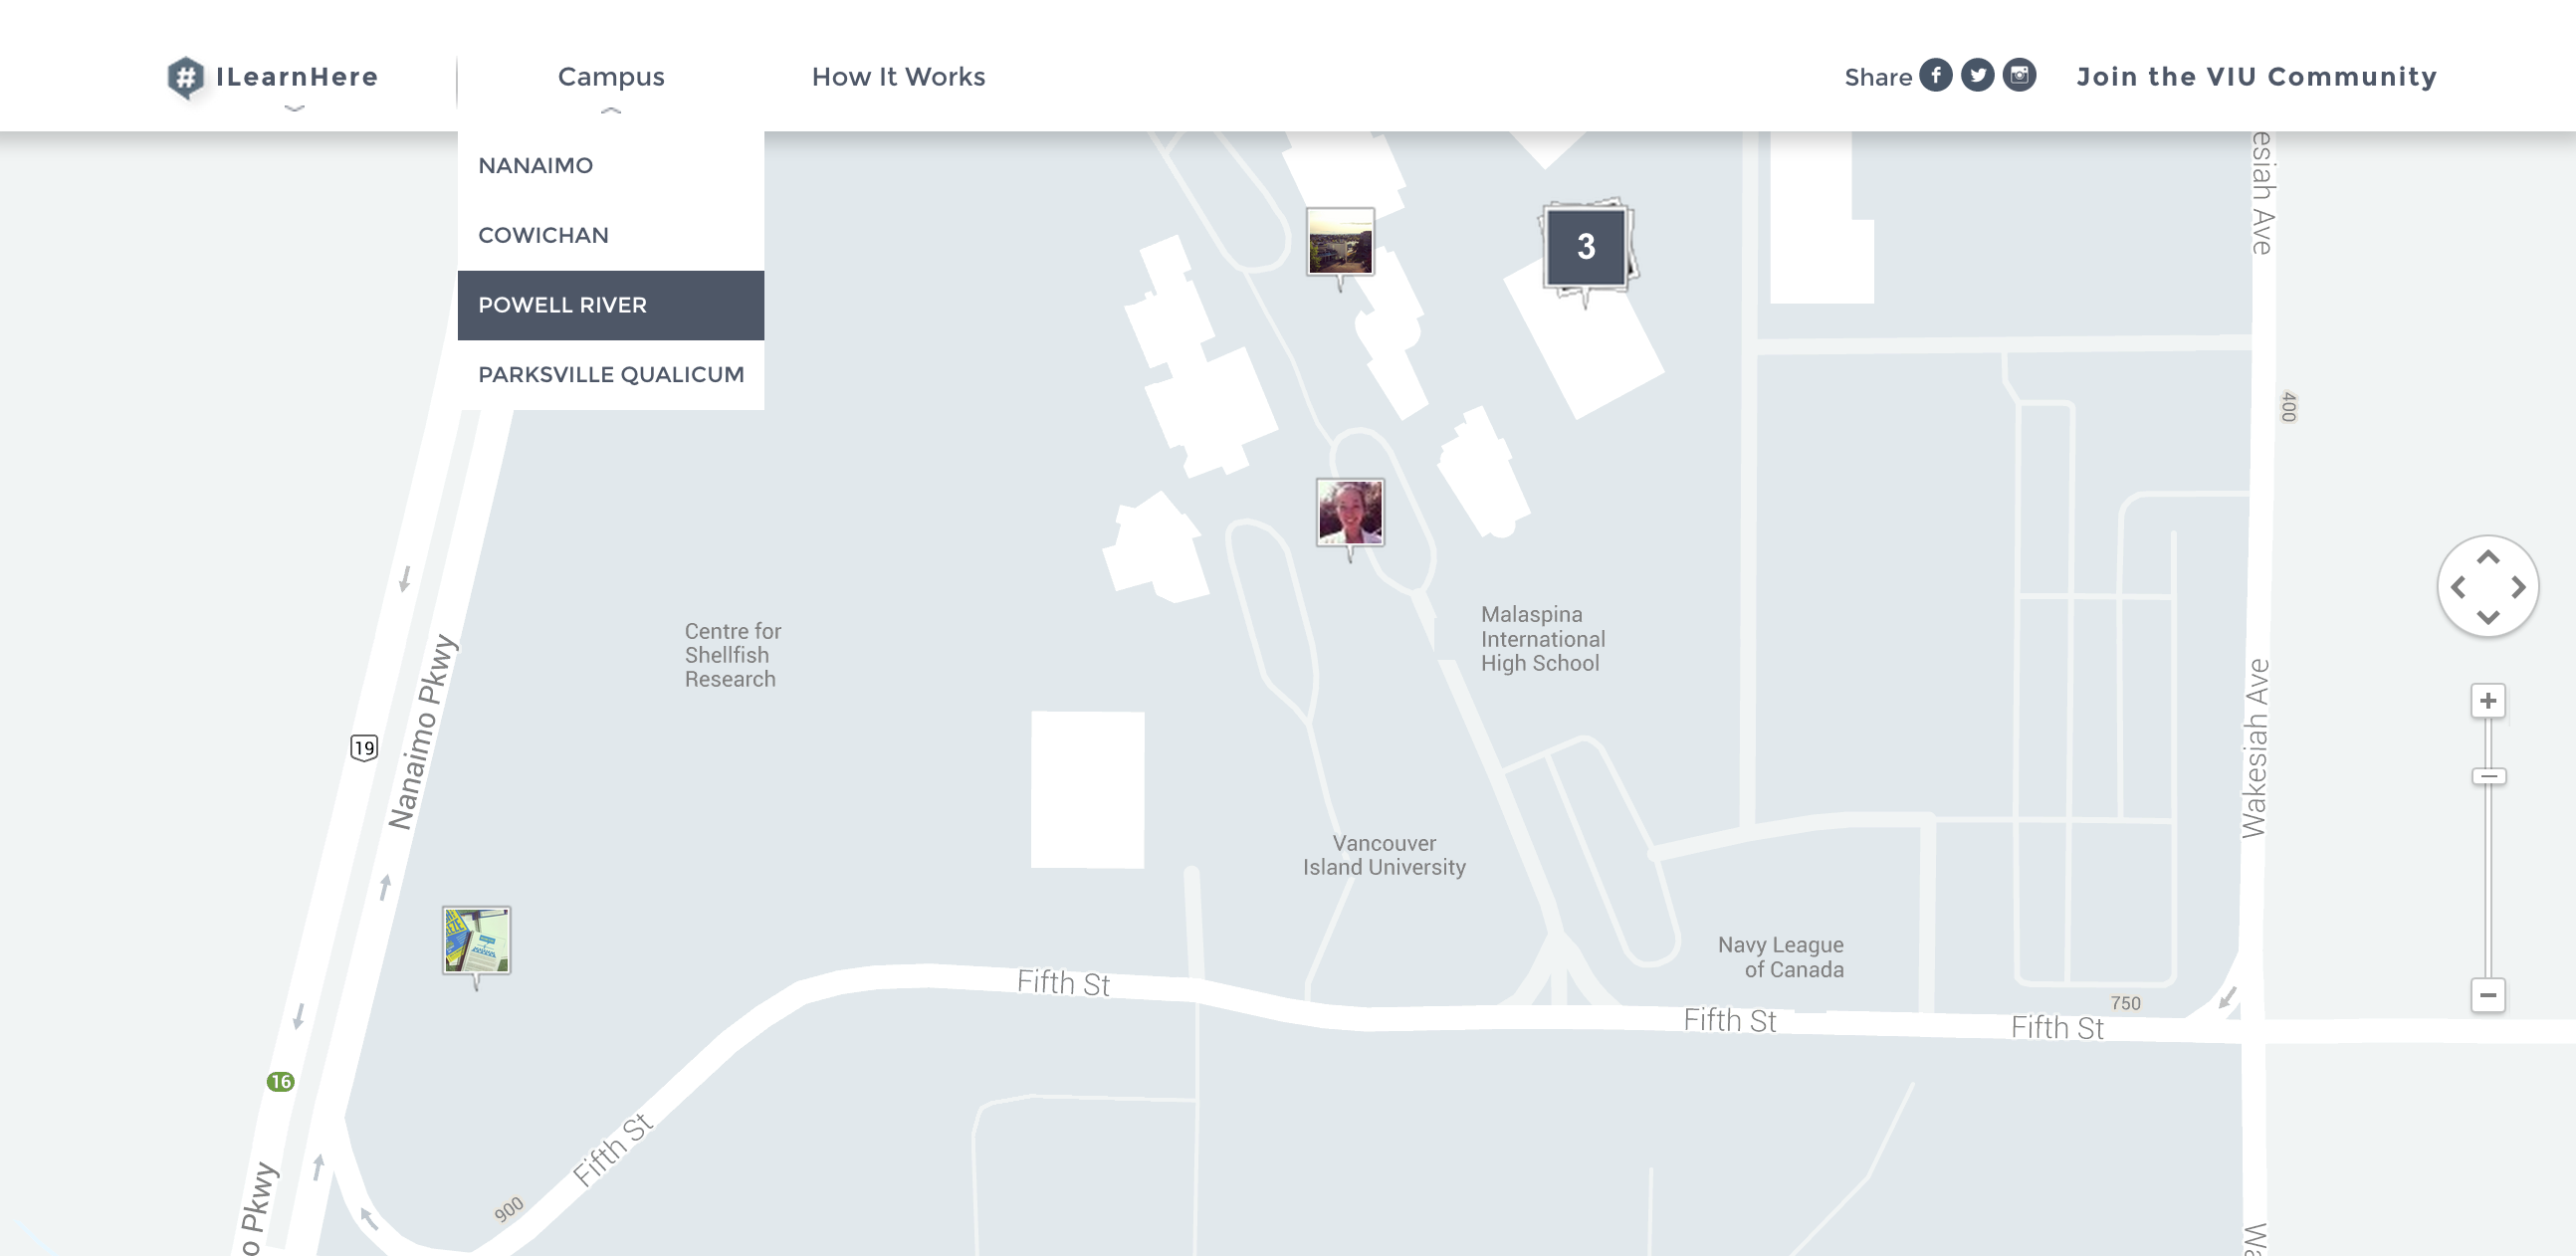 # ILearnHere
Campus
How It Works
Share
Join the VIU Community
NANAIMO
COWICHAN
POWELL RIVER
PARKSVILLE QUALICUM
3
esiah Ave
400
Centre for
Shellfish
Research
Malaspina
International
High School
Nanaimo Pkwy
19
Wakesiah Ave
Vancouver
Island University
Navy League
of Canada
Fifth St
Fifth St
750
Fifth St
16
Fifth St
900
o Pkwy
Wa